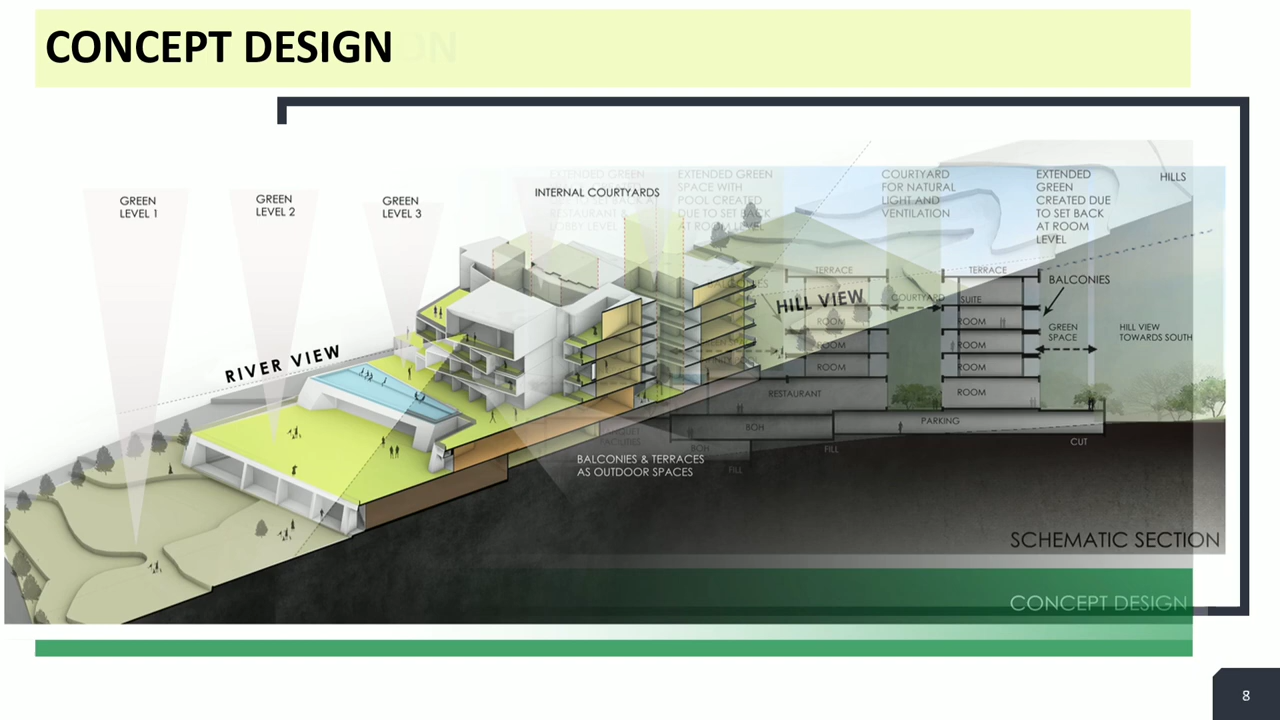 CONCEPT DESIGN
GREEN
LEVEL 1
GREEN
LEVEL 2
GREEN
LEVEL 3
INTERNAL COURTYARDS
EXTENDED GREEN
EXTENDED GREEN
SPACE WITH
POOL CREATED
DUE TO SET BACK
AT ROOM LEVEL
COURTYARD
FOR NATURAL
LIGHT AND
VENTILATION
EXTENDED
GREEN
CREATED DUE
TO SET BACK
AT ROOM
LEVEL
HILLS
RIVER VIEW
HILL VIEW
TERRACE
TERRACE
BALCONIES
COURTYARD
SUITE
ROOM
ROOM
ROOM
ROOM
ROOM
ROOM
ROOM
GREEN
SPACE
HILL VIEW
TOWARDS SOUTH
RESTAURANT
BOH
PARKING
BOH
FILL
FILL
CUT
BALCONIES & TERRACES
AS OUTDOOR SPACES
SCHEMATIC SECTION
CONCEPT DESIGN
8